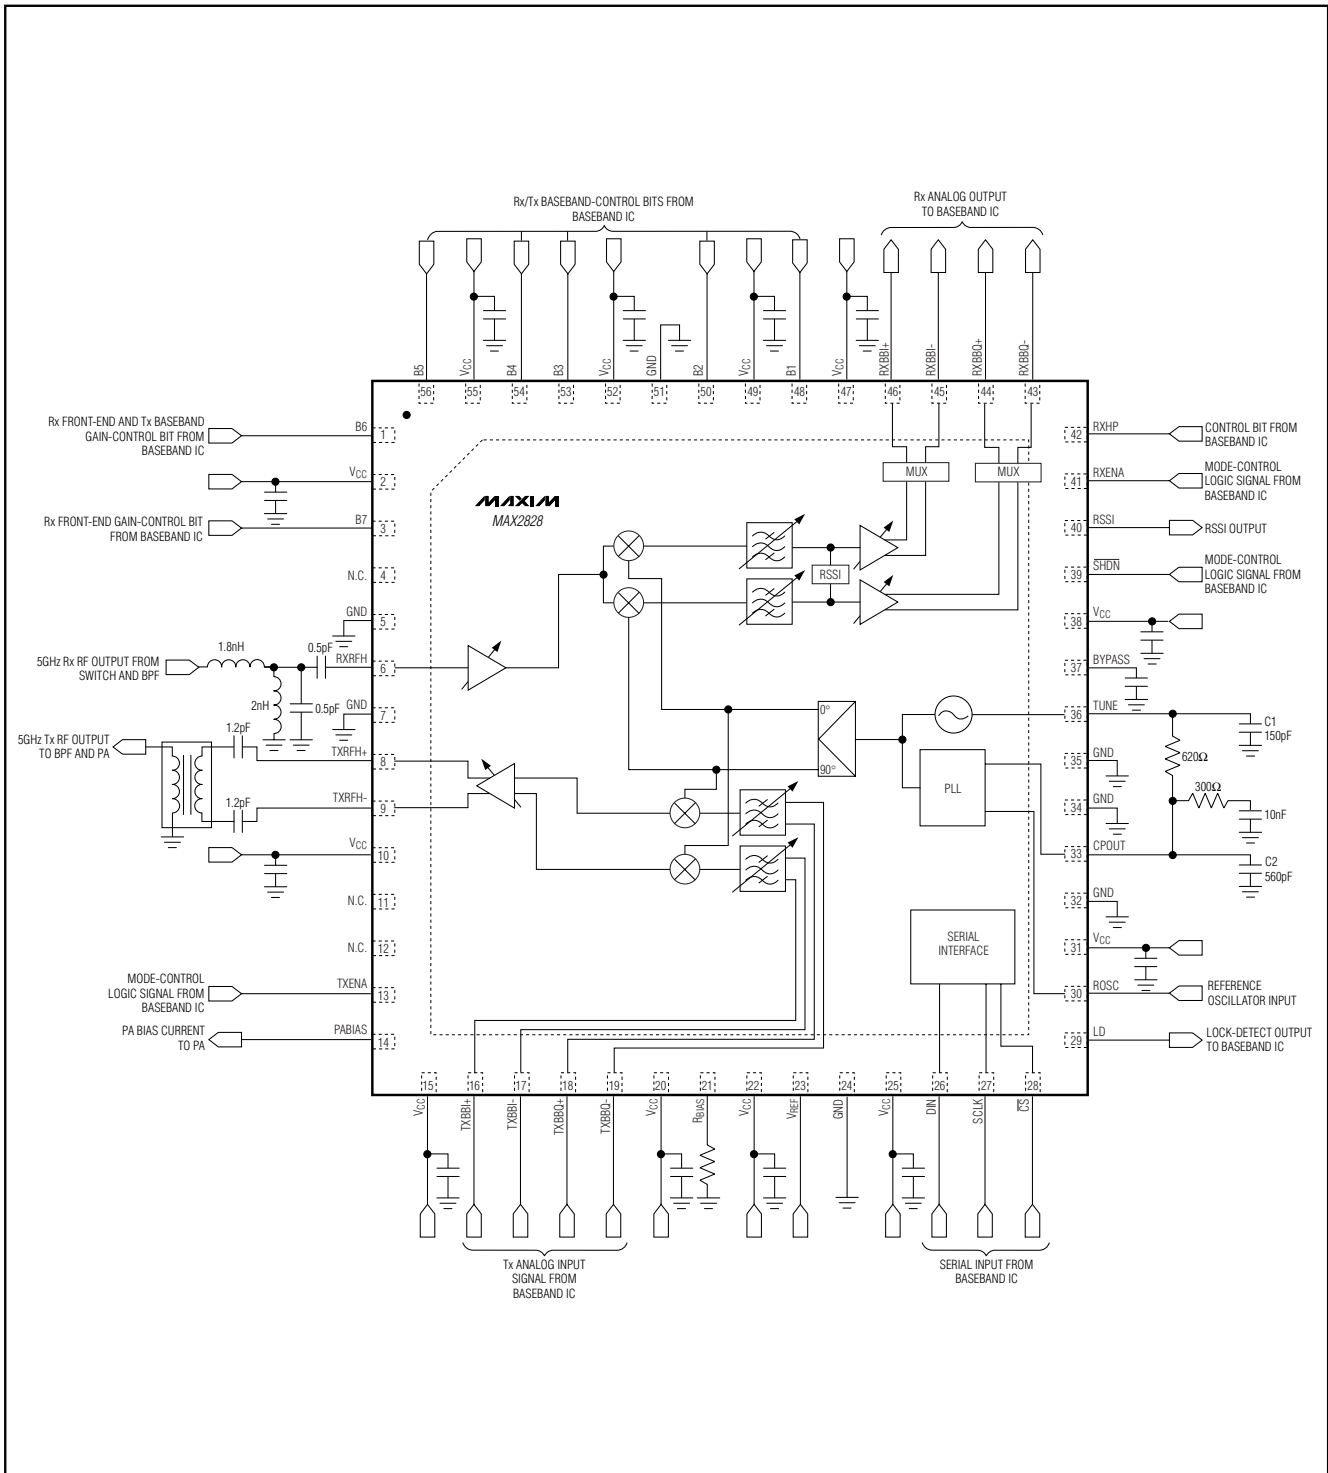 Rx/Tx BASEBAND-CONTROL BITS FROM
BASEBAND IC
Rx ANALOG OUTPUT
TO BASEBAND IC
B5
VCC
B4
B3
VCC
GND
B2
VCC
B1
VCC
RXBBI+
RXBBI-
RXBBQ+
RXBBQ-
56
55
54
53
52
51
50
49
48
47
46
45
44
43
Rx FRONT-END AND Tx BASEBAND
GAIN-CONTROL BIT FROM
BASEBAND IC
B6
1
VCC
2
Rx FRONT-END GAIN-CONTROL BIT
FROM BASEBAND IC
B7
3
N.C.
4
GND
5
5GHz Rx RF OUTPUT FROM
SWITCH AND BPF
1.8nH
0.5pF
RXRFH
6
2nH
0.5pF
GND
7
5GHz Tx RF OUTPUT
TO BPF AND PA
1.2pF
TXRFH+
8
1.2pF
TXRFH-
9
VCC
10
N.C.
11
N.C.
12
MODE-CONTROL
LOGIC SIGNAL FROM
BASEBAND IC
TXENA
13
PA BIAS CURRENT
TO PA
PABIAS
14
MAXIM
MAX2828
MUX
MUX
RSSI
0°
90°
PLL
SERIAL
INTERFACE
42
RXHP
CONTROL BIT FROM
BASEBAND IC
41
RXENA
MODE-CONTROL
LOGIC SIGNAL FROM
BASEBAND IC
40
RSSI
RSSI OUTPUT
39
SHDN
MODE-CONTROL
LOGIC SIGNAL FROM
BASEBAND IC
38
VCC
37
BYPASS
36
TUNE
C1
150pF
35
GND
620Ω
34
GND
300Ω
10nF
33
CPOUT
C2
560pF
32
GND
31
VCC
30
ROSC
REFERENCE
OSCILLATOR INPUT
29
LD
LOCK-DETECT OUTPUT
TO BASEBAND IC
15
16
17
18
19
20
21
22
23
24
25
26
27
28
VCC
TXBBI+
TXBBI-
TXBBQ+
TXBBQ-
VCC
RBIAS
VCC
VREF
GND
VCC
DIN
SCLK
CS
Tx ANALOG INPUT
SIGNAL FROM
BASEBAND IC
SERIAL INPUT FROM
BASEBAND IC